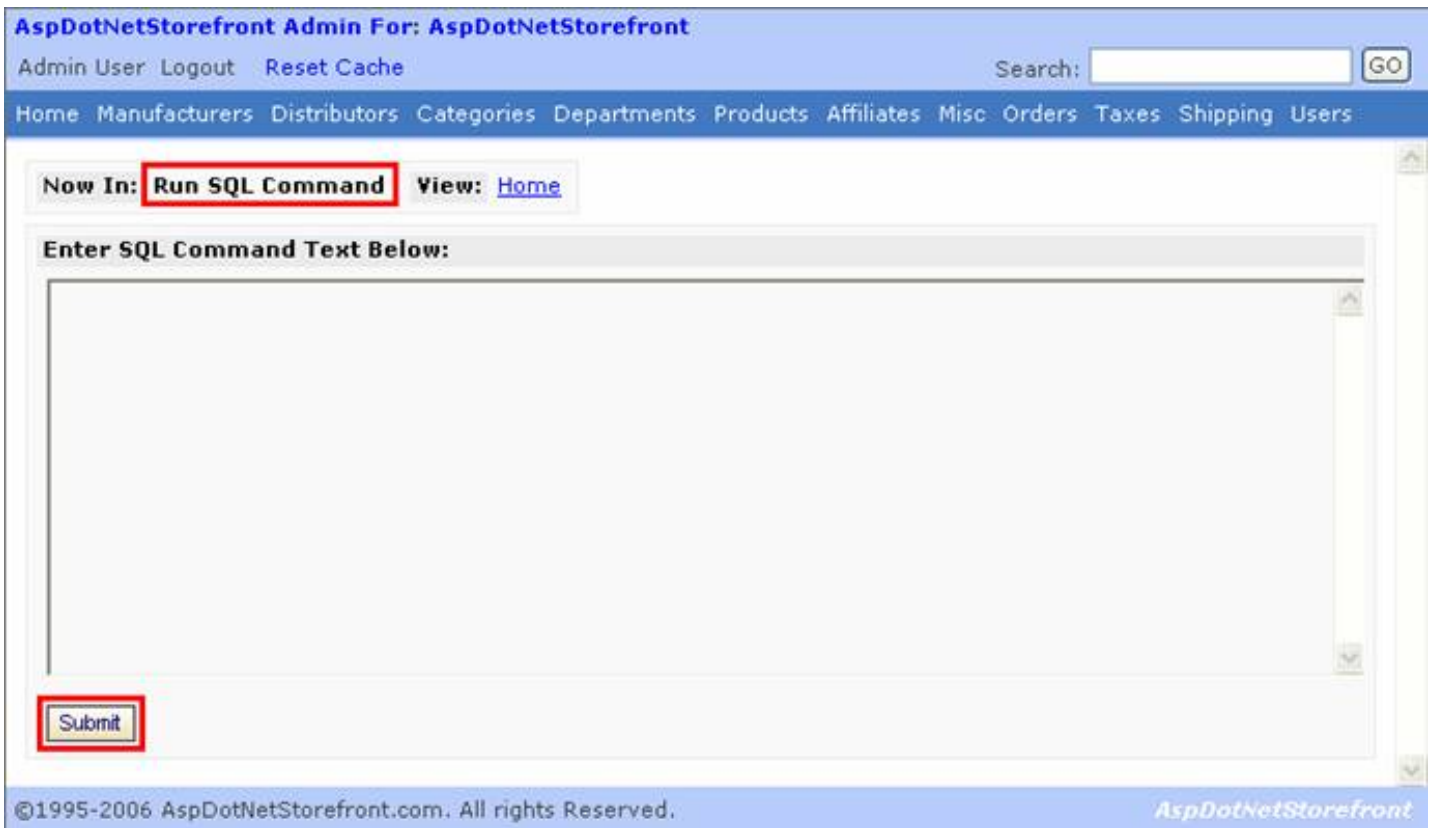 AspDotNetStorefront Admin For: AspDotNetStorefront
Admin User Logout Reset Cache Search: GO
Home Manufacturers Distributors Categories Departments Products Affiliates Misc Orders Taxes Shipping Users
Now In: Run SQL Command View: Home
Enter SQL Command Text Below:
Submit
©1995-2006 AspDotNetStorefront.com. All rights Reserved. AspDotNetStorefront